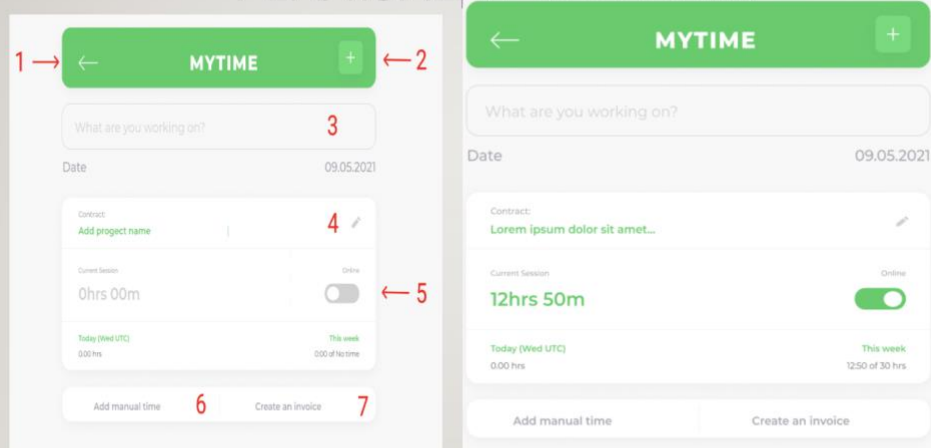 1 → ← MYTIME + ← 2
What are you working on? 3
Date 09.05.2021
Contract:
Add progect name 4
Current Session Online
0hrs 00m ← 5
Today (Wed UTC) This week
0.00 hrs 0:00 of No time
Add manual time 6 Create an invoice 7
← MYTIME +
What are you working on?
Date 09.05.2021
Contract:
Lorem ipsum dolor sit amet...
Current Session Online
12hrs 50m
Today (Wed UTC) This week
0.00 hrs 12:50 of 30 hrs
Add manual time Create an invoice